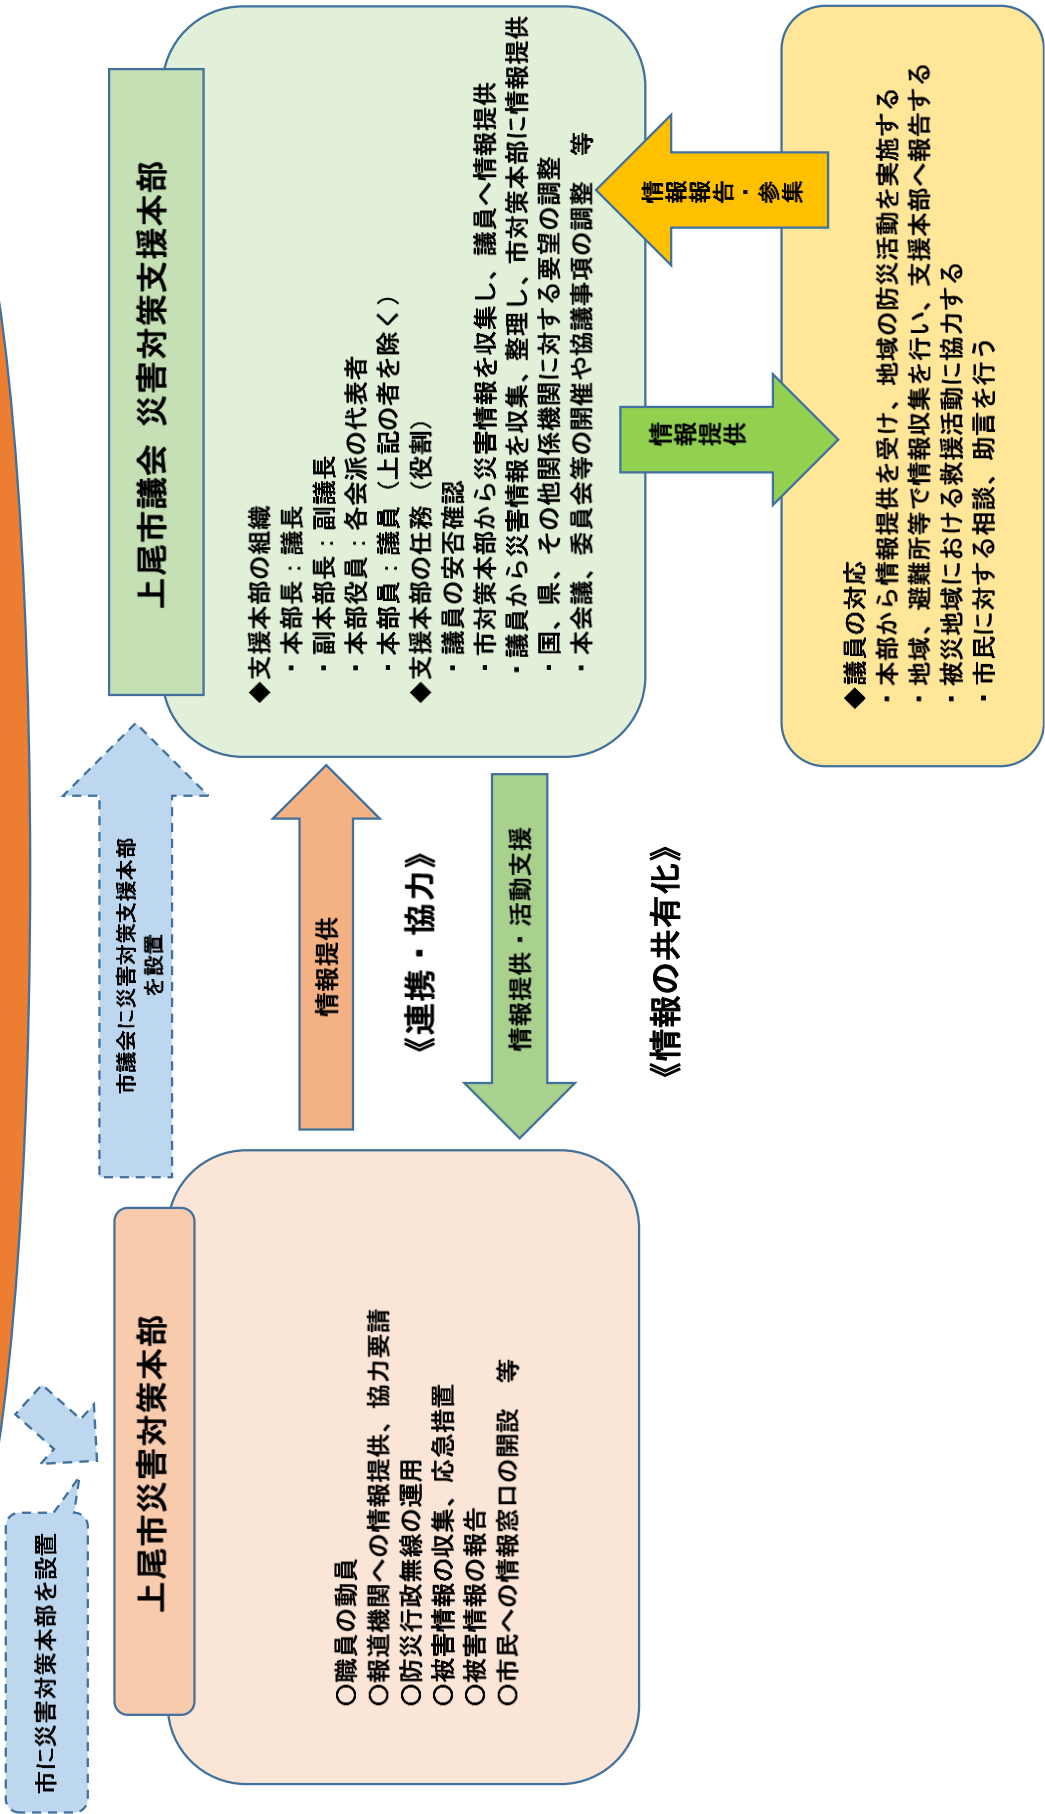 市に災害対策本部を設置
上尾市災害対策本部
○職員の動員
○報道機関への情報提供、協力要請
○防災行政無線の運用
○被害情報の収集、応急措置
○被害情報の報告
○市民への情報窓口の開設　等
市議会に災害対策支援本部
を設置
情報提供
《連携・協力》
情報提供・活動支援
《情報の共有化》
上尾市議会 災害対策支援本部
◆支援本部の組織
・本部長：議長
・副本部長：副議長
・本部役員：各会派の代表者
・本部員：議員（上記の者を除く）
◆支援本部の任務（役割）
・議員の安否確認
・市対策本部から災害情報を収集し、議員へ情報提供
・議員から災害情報を収集、整理し、市対策本部に情報提供
・国、県、その他関係機関に対する要望の調整
・本会議、委員会等の開催や協議事項の調整　等
情報
提供
情報
報告・参集
◆議員の対応
・本部から情報提供を受け、地域の防災活動を実施する
・地域、避難所等で情報収集を行い、支援本部へ報告する
・被災地域における救援活動に協力する
・市民に対する相談、助言を行う